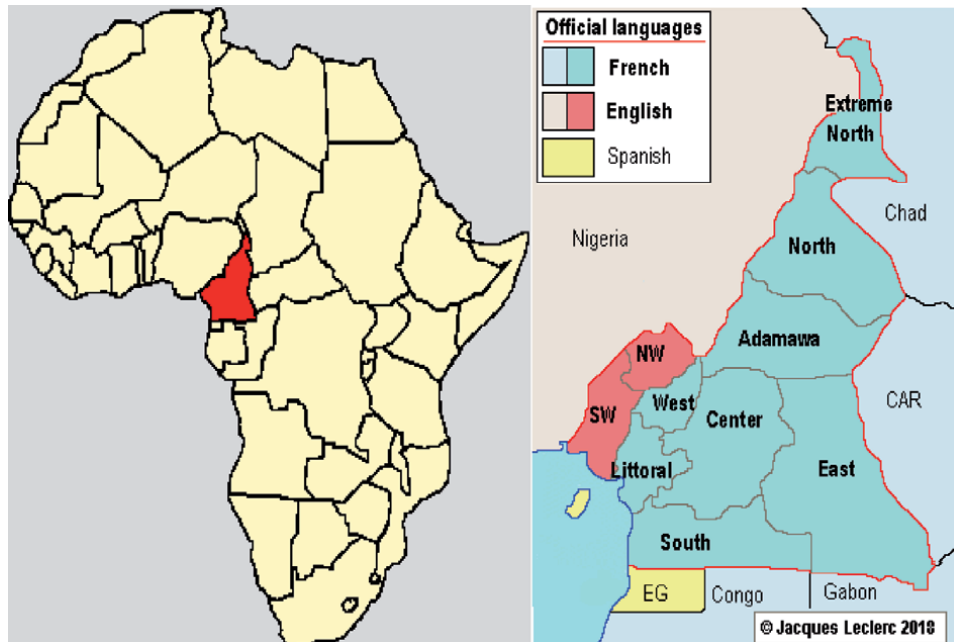 Official languages
French
English
Spanish
Extreme
North
Chad
Nigeria
North
Adamawa
NW
CAR
West
SW
Center
Littoral
East
South
EG
Congo
Gabon
© Jacques Leclerc 2018